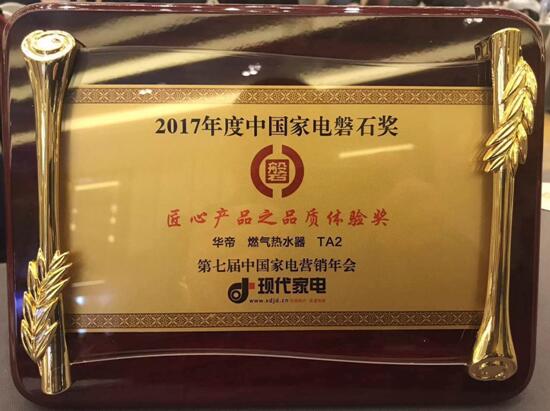 2017年度中国家电磐石奖
磐
匠心产品之品质体验奖
华帝 燃气热水器 TA2
第七届中国家电营销年会
现代家电
www.xdjd.cn